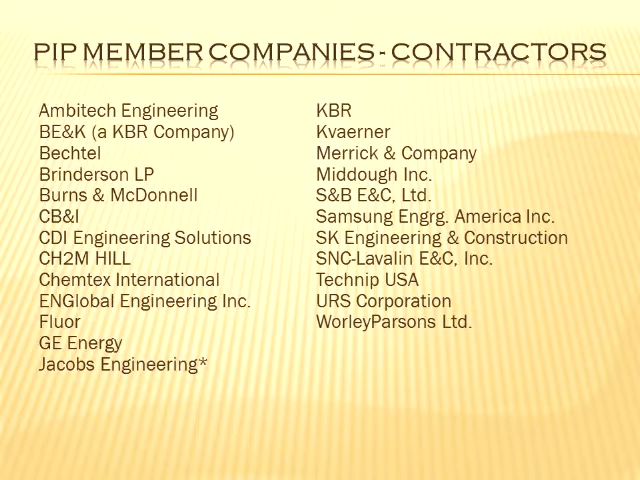 PIP MEMBER COMPANIES - CONTRACTORS
Ambitech Engineering
BE&K (a KBR Company)
Bechtel
Brinderson LP
Burns & McDonnell
CB&I
CDI Engineering Solutions
CH2M HILL
Chemtex International
ENGlobal Engineering Inc.
Fluor
GE Energy
Jacobs Engineering*
KBR
Kvaerner
Merrick & Company
Middough Inc.
S&B E&C, Ltd.
Samsung Engrg. America Inc.
SK Engineering & Construction
SNC-Lavalin E&C, Inc.
Technip USA
URS Corporation
WorleyParsons Ltd.